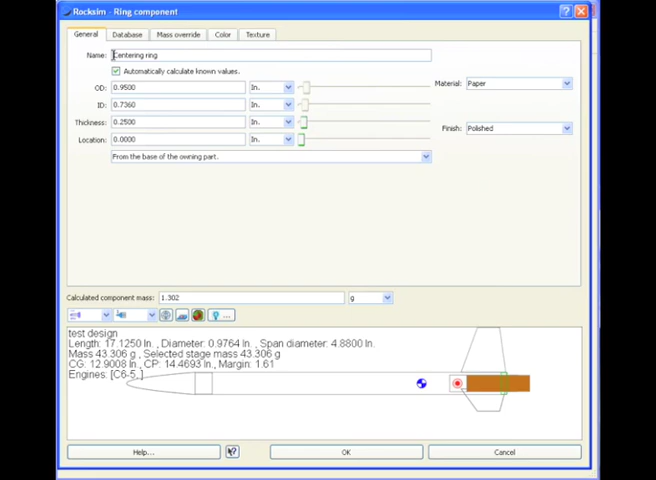 Rocksim - Ring component
General Database Mass override Color Texture
Name: Centering ring
Automatically calculate known values.
OD: 0.9500 In.
Material: Paper
ID: 0.7360 In.
Thickness: 0.2500 In.
Finish: Polished
Location: 0.0000 In.
From the base of the owning part.
Calculated component mass: 1.302 g
...
test design
Length: 17.1250 In. , Diameter: 0.9764 In. , Span diameter: 4.8800 In.
Mass 43.306 g , Selected stage mass 43.306 g
CG: 12.9008 In., CP: 14.4693 In., Margin: 1.61
Engines: [C6-5, ]
Help... OK Cancel